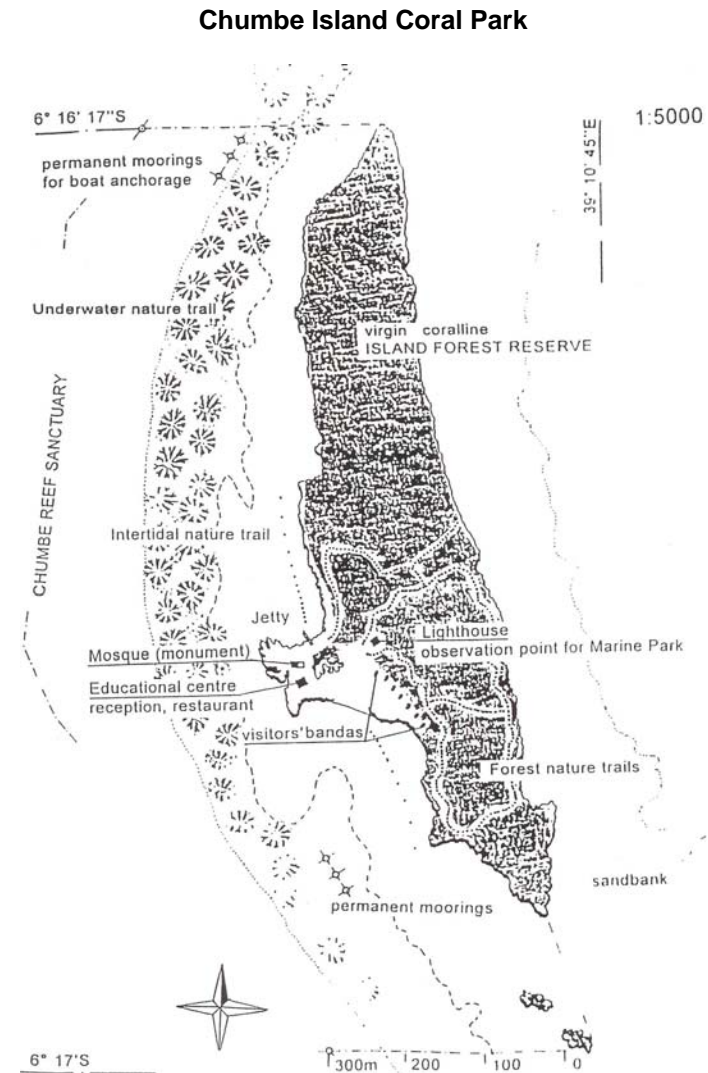 Chumbe Island Coral Park
6° 16' 17"S
1:5000
39° 10' 45"E
permanent moorings
for boat anchorage
Underwater nature trail
virgin coralline
ISLAND FOREST RESERVE
CHUMBE REEF SANCTUARY
Intertidal nature trail
Jetty
Lighthouse
observation point for Marine Park
Mosque (monument)
Educational centre
reception, restaurant
visitors' bandas
Forest nature trails
sandbank
permanent moorings
6° 17'S
300m 200 100 0